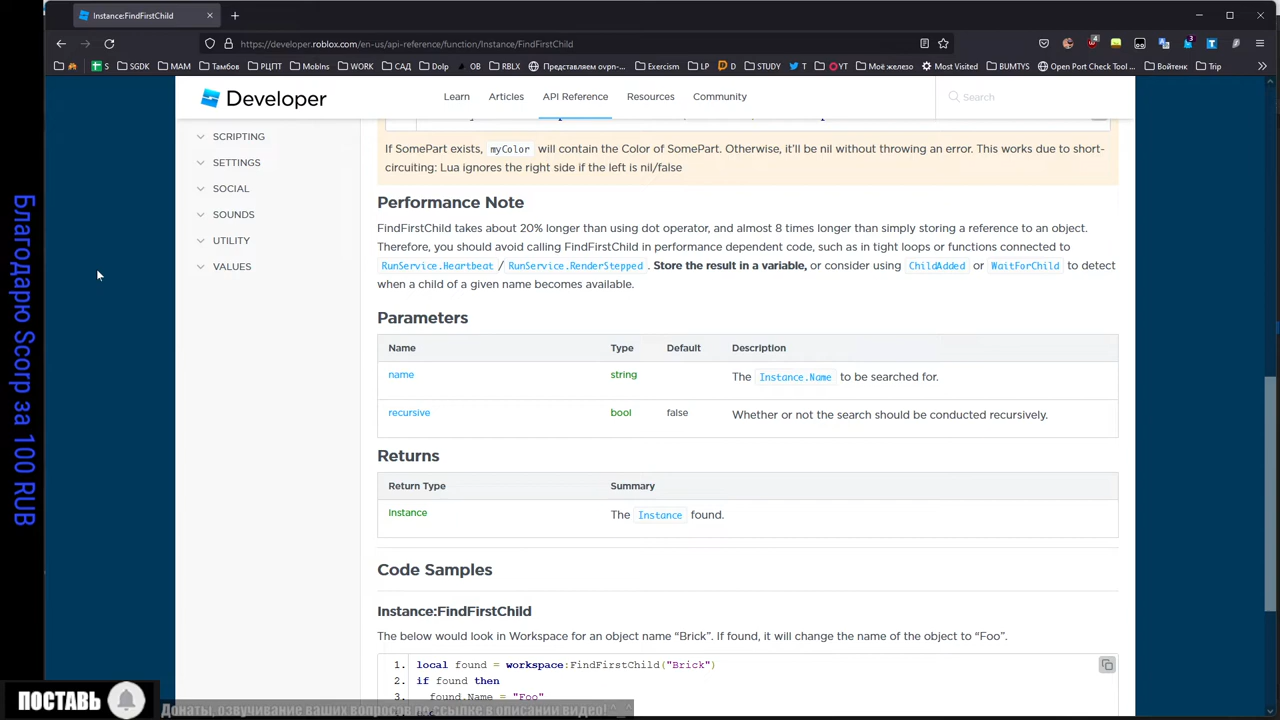 Instance:FindFirstChild
https://developer.roblox.com/en-us/api-reference/function/Instance/FindFirstChild
S SGDK MAM Тамбов РЦПТ MobIns WORK САД Dolp OB RBLX Представляем ovpn-... Exercism LP D STUDY T YT Моё железо Most Visited BUMTYS Open Port Check Tool ... Войтенк Trip
Developer
Learn Articles API Reference Resources Community Search
SCRIPTING
SETTINGS
SOCIAL
SOUNDS
UTILITY
VALUES
If SomePart exists, myColor will contain the Color of SomePart. Otherwise, it’ll be nil without throwing an error. This works due to short-
circuiting: Lua ignores the right side if the left is nil/false
Performance Note
FindFirstChild takes about 20% longer than using dot operator, and almost 8 times longer than simply storing a reference to an object.
Therefore, you should avoid calling FindFirstChild in performance dependent code, such as in tight loops or functions connected to
RunService.Heartbeat / RunService.RenderStepped . Store the result in a variable, or consider using ChildAdded or WaitForChild to detect
when a child of a given name becomes available.
Parameters
Name Type Default Description
name string The Instance.Name to be searched for.
recursive bool false Whether or not the search should be conducted recursively.
Returns
Return Type Summary
Instance The Instance found.
Code Samples
Instance:FindFirstChild
The below would look in Workspace for an object name “Brick”. If found, it will change the name of the object to “Foo”.
1. local found = workspace:FindFirstChild("Brick")
2. if found then
3. found.Name = "Foo"
Благодарю Scorp за 100 RUB
ПОСТАВЬ
Донаты, озвучивание ваших вопросов по ссылке в описании видео! ^_^